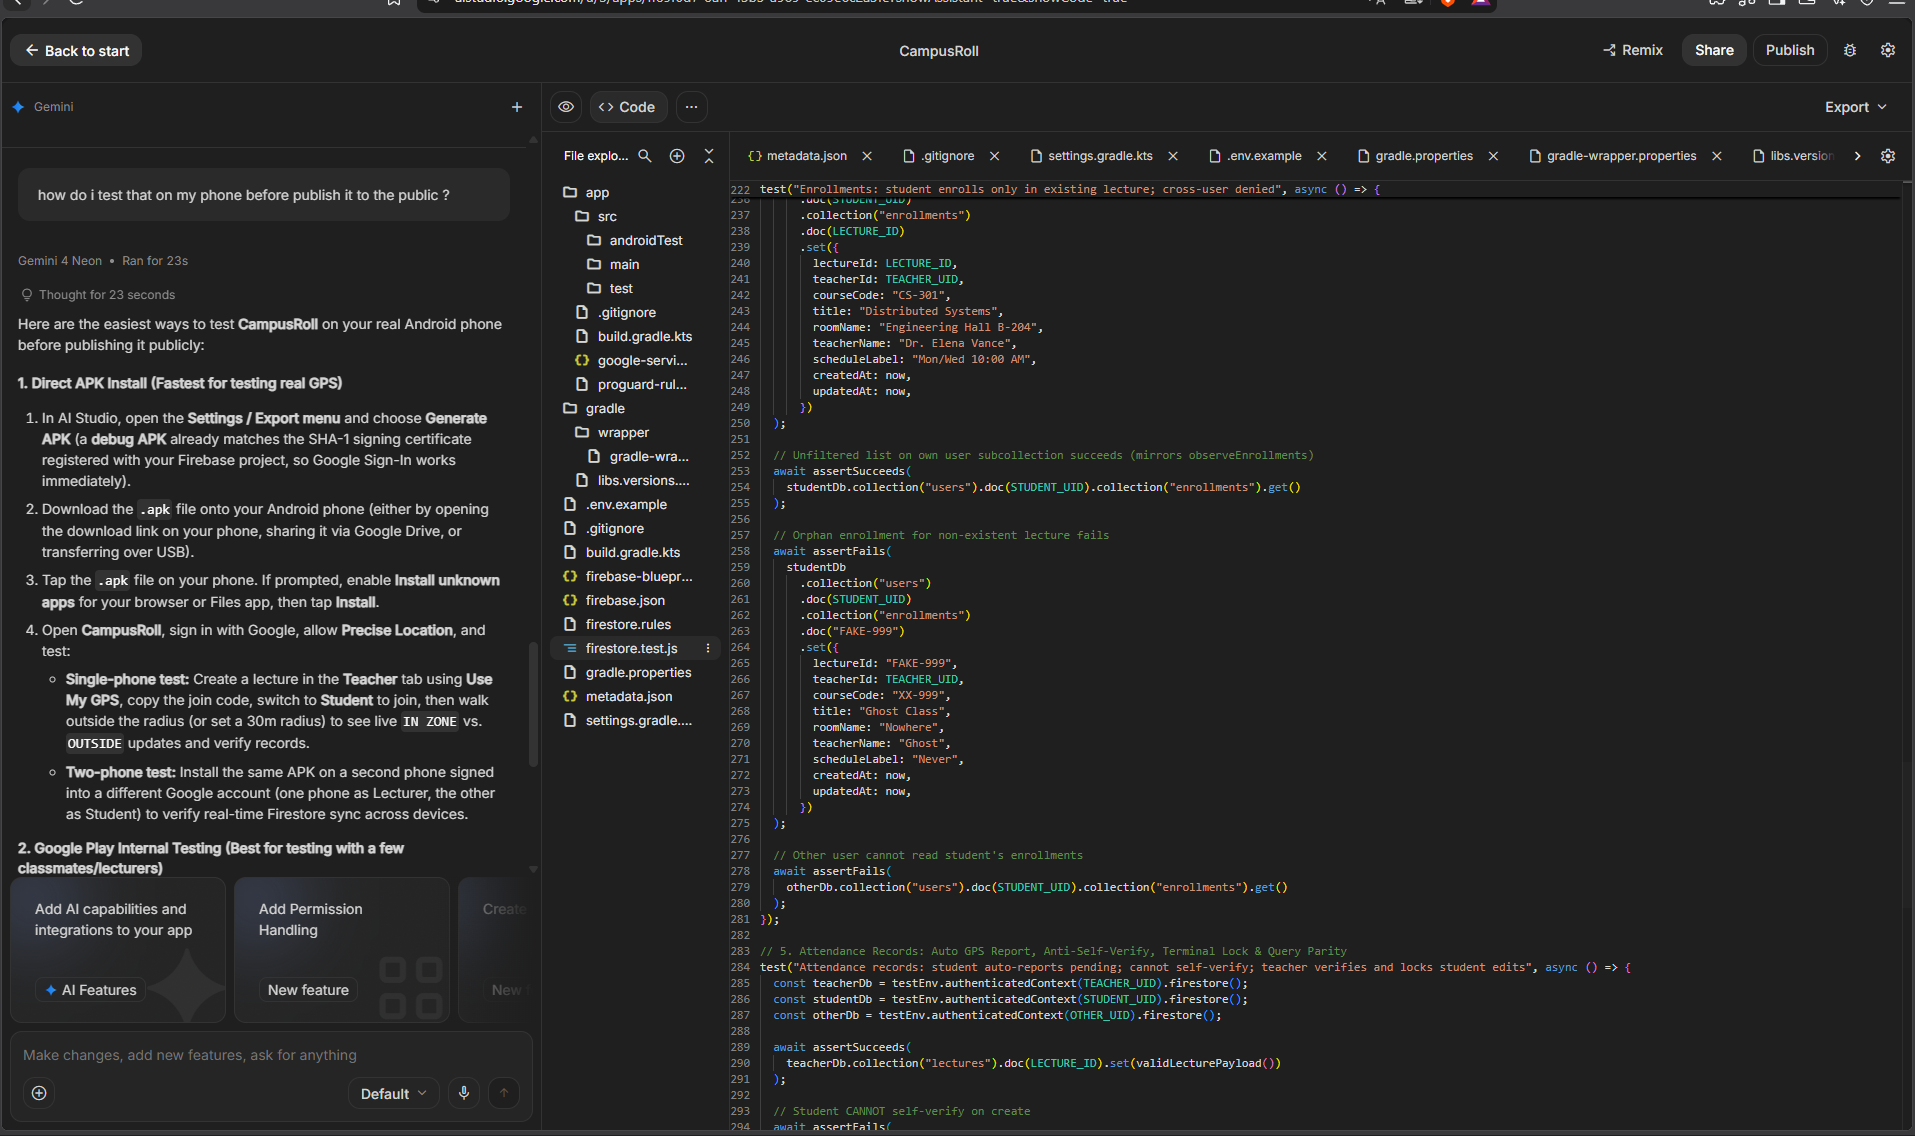 Back to start
CampusRoll
Remix
Share
Publish
Gemini
Code
Export
how do i test that on my phone before publish it to the public ?
Gemini 4 Neon • Ran for 23s
Thought for 23 seconds
Here are the easiest ways to test CampusRoll on your real Android phone
before publishing it publicly:
1. Direct APK Install (Fastest for testing real GPS)
1. In AI Studio, open the Settings / Export menu and choose Generate
APK (a debug APK already matches the SHA-1 signing certificate
registered with your Firebase project, so Google Sign-In works
immediately).
2. Download the .apk file onto your Android phone (either by opening
the download link on your phone, sharing it via Google Drive, or
transferring over USB).
3. Tap the .apk file on your phone. If prompted, enable Install unknown
apps for your browser or Files app, then tap Install.
4. Open CampusRoll, sign in with Google, allow Precise Location, and
test:
Single-phone test: Create a lecture in the Teacher tab using Use
My GPS, copy the join code, switch to Student to join, then walk
outside the radius (or set a 30m radius) to see live IN ZONE vs.
OUTSIDE updates and verify records.
Two-phone test: Install the same APK on a second phone signed
into a different Google account (one phone as Lecturer, the other
as Student) to verify real-time Firestore sync across devices.
2. Google Play Internal Testing (Best for testing with a few
classmates/lecturers)
Add AI capabilities and
integrations to your app
AI Features
Add Permission
Handling
New feature
Create
New
Make changes, add new features, ask for anything
Default
File explo...
app
src
androidTest
main
test
.gitignore
build.gradle.kts
google-servi...
proguard-rul...
gradle
wrapper
gradle-wra...
libs.versions....
.env.example
.gitignore
build.gradle.kts
firebase-bluepr...
firebase.json
firestore.rules
firestore.test.js
gradle.properties
metadata.json
settings.gradle....
metadata.json
.gitignore
settings.gradle.kts
.env.example
gradle.properties
gradle-wrapper.properties
libs.version
222 test("Enrollments: student enrolls only in existing lecture; cross-user denied", async () => {
236 .doc(STUDENT_UID)
237 .collection("enrollments")
238 .doc(LECTURE_ID)
239 .set({
240 lectureId: LECTURE_ID,
241 teacherId: TEACHER_UID,
242 courseCode: "CS-301",
243 title: "Distributed Systems",
244 roomName: "Engineering Hall B-204",
245 teacherName: "Dr. Elena Vance",
246 scheduleLabel: "Mon/Wed 10:00 AM",
247 createdAt: now,
248 updatedAt: now,
249 })
250 );
251
252 // Unfiltered list on own user subcollection succeeds (mirrors observeEnrollments)
253 await assertSucceeds(
254 studentDb.collection("users").doc(STUDENT_UID).collection("enrollments").get()
255 );
256
257 // Orphan enrollment for non-existent lecture fails
258 await assertFails(
259 studentDb
260 .collection("users")
261 .doc(STUDENT_UID)
262 .collection("enrollments")
263 .doc("FAKE-999")
264 .set({
265 lectureId: "FAKE-999",
266 teacherId: TEACHER_UID,
267 courseCode: "XX-999",
268 title: "Ghost Class",
269 roomName: "Nowhere",
270 teacherName: "Ghost",
271 scheduleLabel: "Never",
272 createdAt: now,
273 updatedAt: now,
274 })
275 );
276
277 // Other user cannot read student's enrollments
278 await assertFails(
279 otherDb.collection("users").doc(STUDENT_UID).collection("enrollments").get()
280 );
281 });
282
283 // 5. Attendance Records: Auto GPS Report, Anti-Self-Verify, Terminal Lock & Query Parity
284 test("Attendance records: student auto-reports pending; cannot self-verify; teacher verifies and locks student edits", async () => {
285 const teacherDb = testEnv.authenticatedContext(TEACHER_UID).firestore();
286 const studentDb = testEnv.authenticatedContext(STUDENT_UID).firestore();
287 const otherDb = testEnv.authenticatedContext(OTHER_UID).firestore();
288
289 await assertSucceeds(
290 teacherDb.collection("lectures").doc(LECTURE_ID).set(validLecturePayload())
291 );
292
293 // Student CANNOT self-verify on create
294 await assertFails(